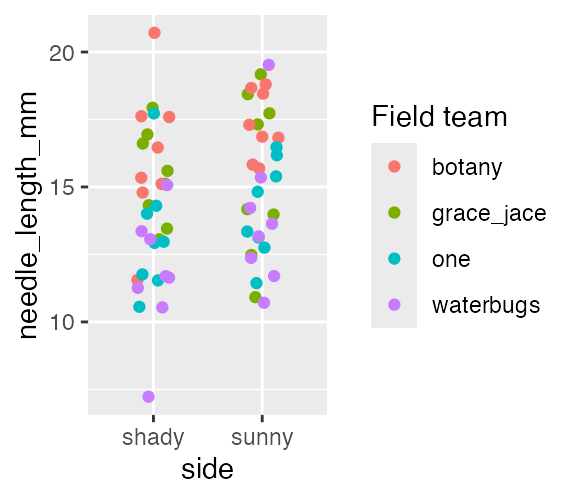 needle_length_mm
20
15
10
shady
sunny
side
Field team
botany
grace_jace
one
waterbugs